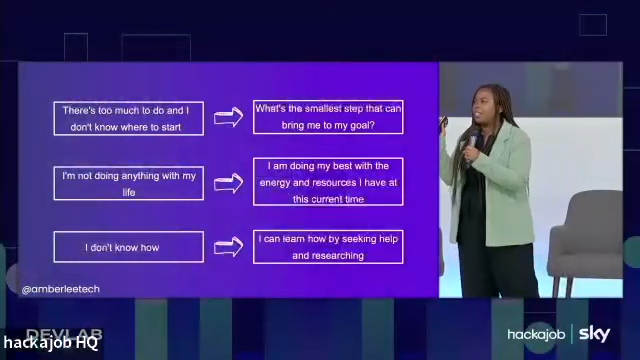 There's too much to do and I
don't know where to start
What's the smallest step that can
bring me to my goal?
I'm not doing anything with my
life
I am doing my best with the
energy and resources I have at
this current time
I don't know how
I can learn how by seeking help
and researching
@amberleetech
DEVLAB
hackajob HQ
hackajob | sky